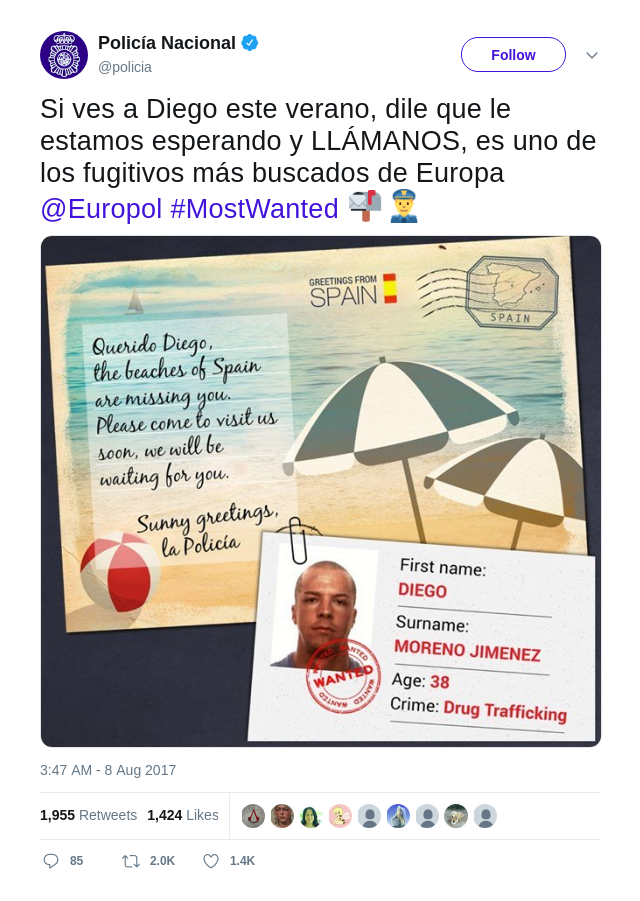 Policía Nacional
@policia
Follow
Si ves a Diego este verano, dile que le
estamos esperando y LLÁMANOS, es uno de
los fugitivos más buscados de Europa
@Europol #MostWanted
GREETINGS FROM
SPAIN
SPAIN
Querido Diego,
the beaches of Spain
are missing you.
Please come to visit us
soon, we will be
waiting for you.
Sunny greetings,
la Policía
First name:
DIEGO
Surname:
MORENO JIMENEZ
Age: 38
Crime: Drug Trafficking
WANTED
WANTED
WANTED
3:47 AM - 8 Aug 2017
1,955 Retweets 1,424 Likes
85 2.0K 1.4K